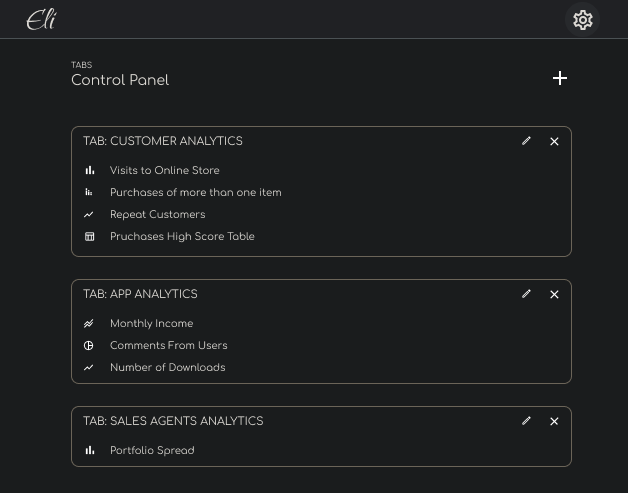 Eli
TABS
Control Panel
TAB: CUSTOMER ANALYTICS
Visits to Online Store
Purchases of more than one item
Repeat Customers
Pruchases High Score Table
TAB: APP ANALYTICS
Monthly Income
Comments From Users
Number of Downloads
TAB: SALES AGENTS ANALYTICS
Portfolio Spread